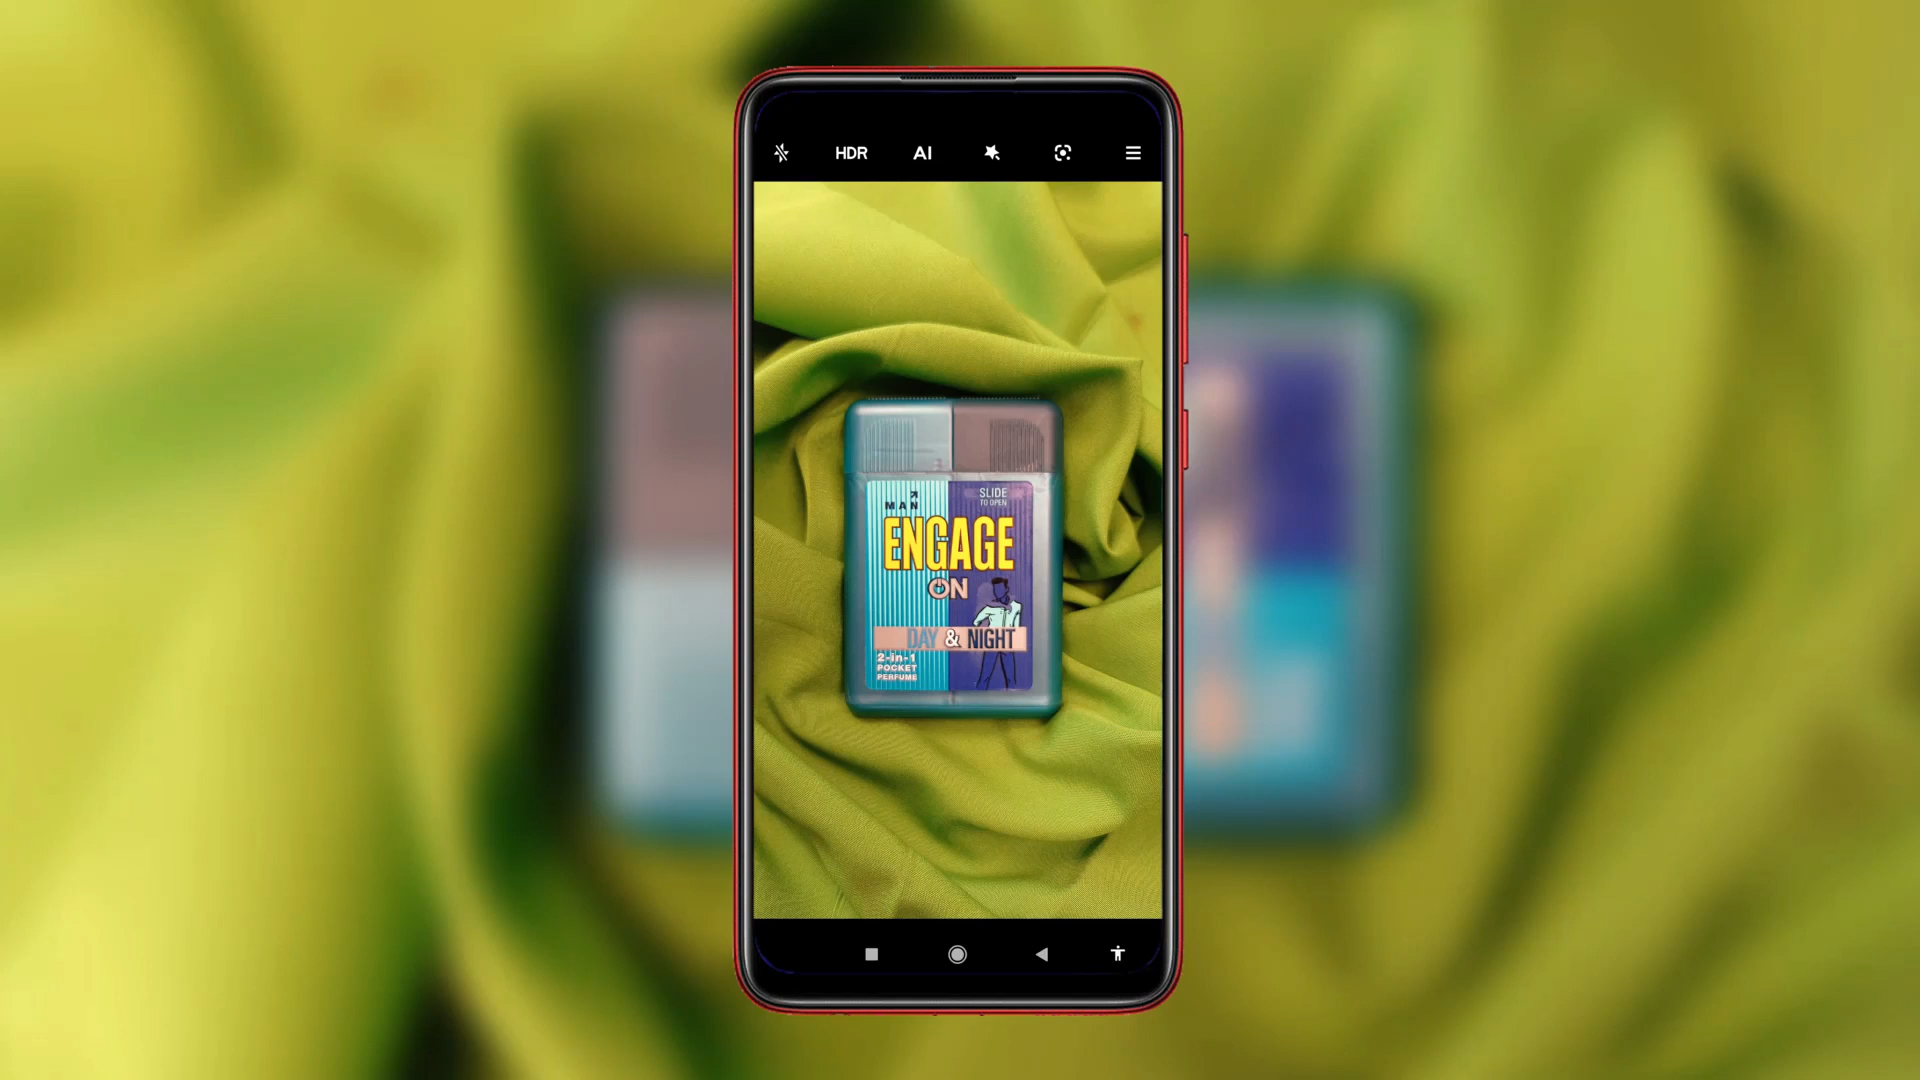 HDR AI
MAN
SLIDE
TO OPEN
ENGAGE
ON
DAY & NIGHT
2-in-1
POCKET
PERFUME